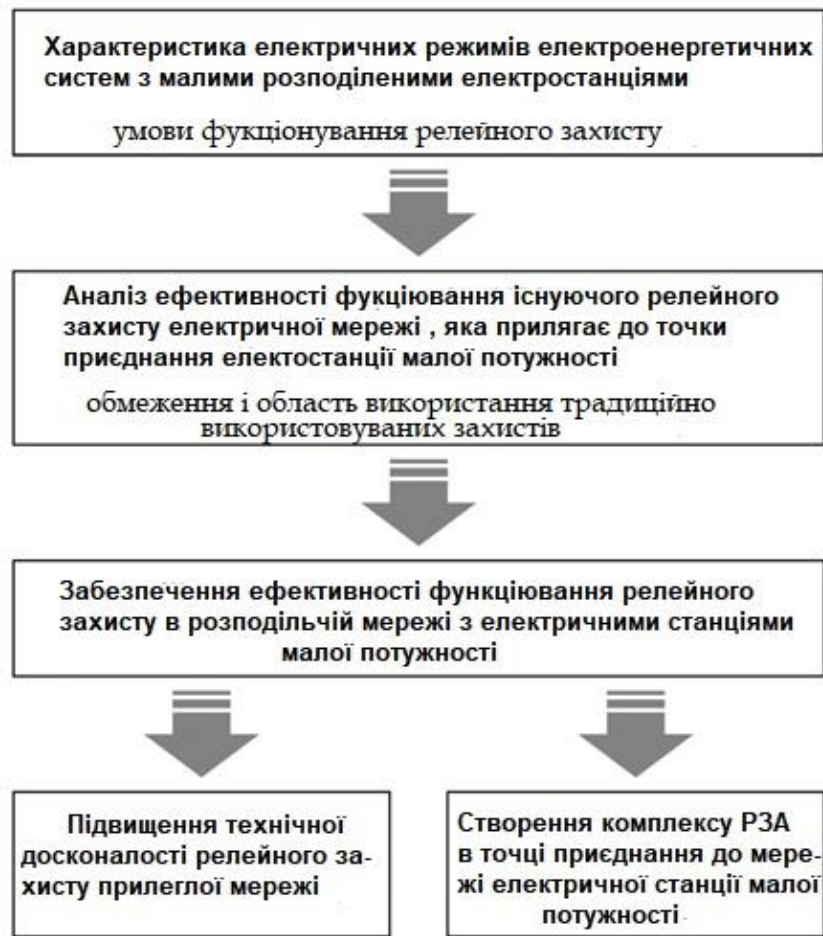 Характеристика електричних режимів електроенергетичних
систем з малими розподіленими електростанціями
умови фукціонування релейного захисту
Аналіз ефективності фукціювання існуючого релейного
захисту електричної мережі , яка прилягає до точки
приєднання електостанції малої потужності
обмеження і область використання традиційно
використовуваних захистів
Забезпечення ефективності функціювання релейного
захисту в розподільчій мережі з електричними станціями
малої потужності
Підвищення технічної
досконалості релейного за-
хисту прилеглої мережі
Створення комплексу РЗА
в точці приєднання до мере-
жі електричної станції малої
потужності